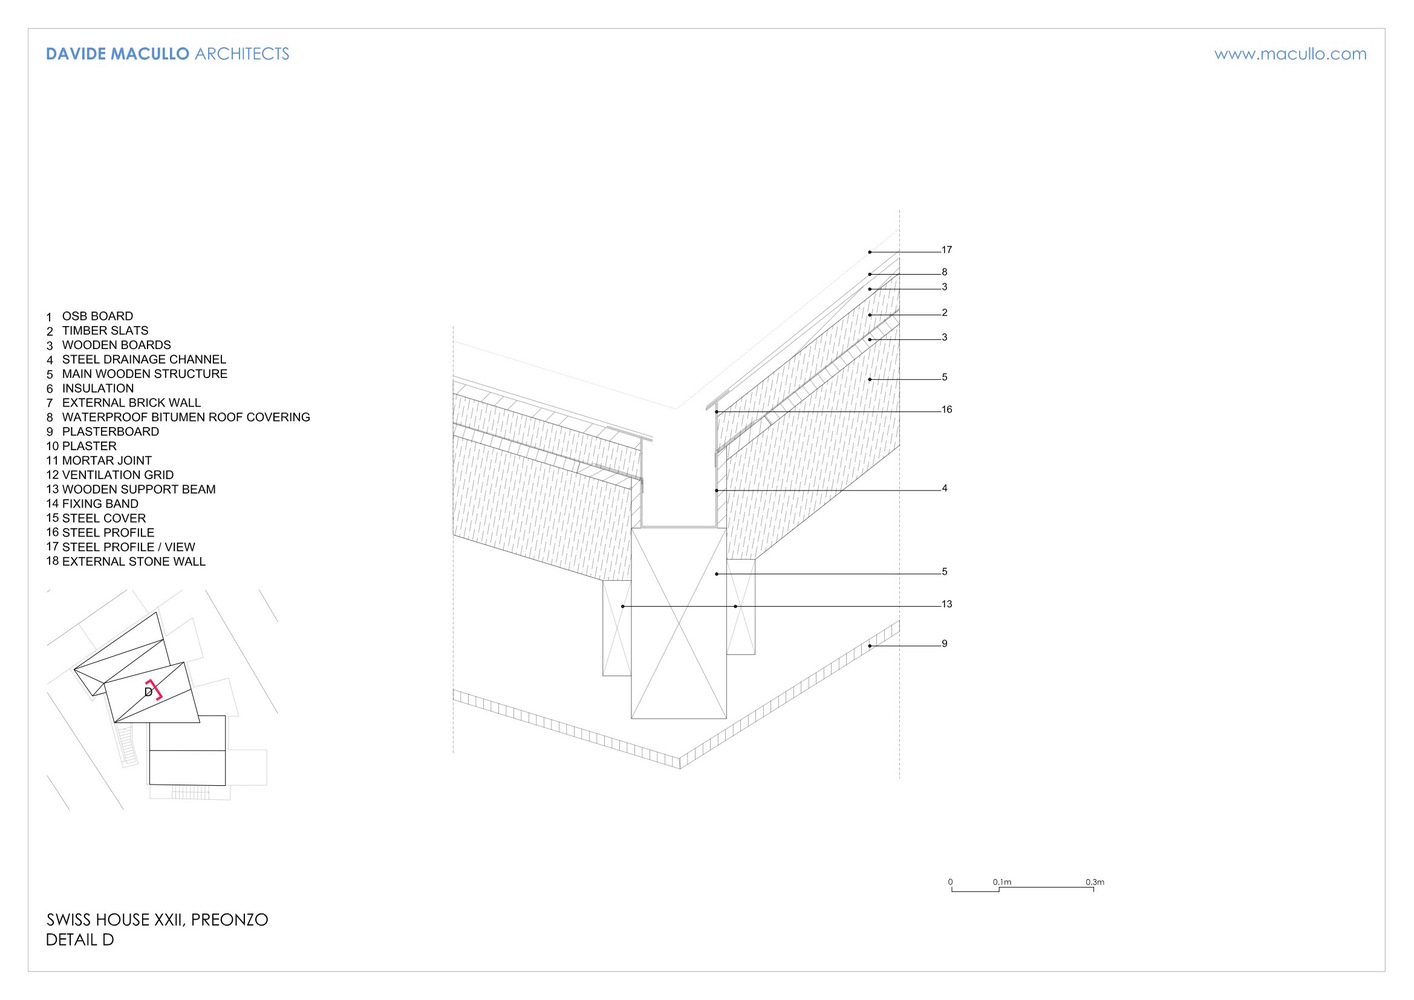 DAVIDE MACULLO ARCHITECTS
www.macullo.com
1 OSB BOARD
2 TIMBER SLATS
3 WOODEN BOARDS
4 STEEL DRAINAGE CHANNEL
5 MAIN WOODEN STRUCTURE
6 INSULATION
7 EXTERNAL BRICK WALL
8 WATERPROOF BITUMEN ROOF COVERING
9 PLASTERBOARD
10 PLASTER
11 MORTAR JOINT
12 VENTILATION GRID
13 WOODEN SUPPORT BEAM
14 FIXING BAND
15 STEEL COVER
16 STEEL PROFILE
17 STEEL PROFILE / VIEW
18 EXTERNAL STONE WALL
17
8
3
2
3
5
16
4
5
13
9
D
0 0.1m 0.3m
SWISS HOUSE XXII, PREONZO
DETAIL D